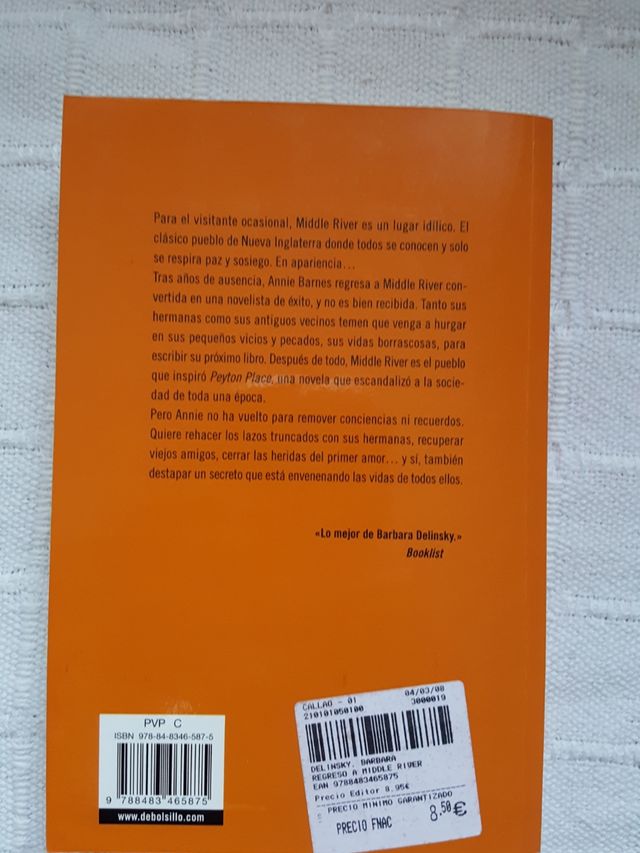 Para el visitante ocasional, Middle River es un lugar idílico. El
clásico pueblo de Nueva Inglaterra donde todos se conocen y solo
se respira paz y sosiego. En apariencia...
Tras años de ausencia, Annie Barnes regresa a Middle River con-
vertida en una novelista de éxito, y no es bien recibida. Tanto sus
hermanas como sus antiguos vecinos temen que venga a hurgar
en sus pequeños vicios y pecados, sus vidas borrascosas, para
escribir su próximo libro. Después de todo, Middle River es el pueblo
que inspiró Peyton Place, una novela que escandalizó a la socie-
dad de toda una época.
Pero Annie no ha vuelto para remover conciencias ni recuerdos.
Quiere rehacer los lazos truncados con sus hermanas, recuperar
viejos amigos, cerrar las heridas del primer amor... y sí, también
destapar un secreto que está envenenando las vidas de todos ellos.
«Lo mejor de Barbara Delinsky.»
Booklist
PVP C
ISBN 978-84-8346-587-5
9 788483 465875
www.debolsillo.com
CALLAO - 01 04/03/08
210101050100 3000019
DELINSKY, BARBARA
REGRESO A MIDDLE RIVER
EAN 9788483465875
Precio Editor 8.95€
PRECIO MINIMO GARANTIZADO
PRECIO FNAC 8.50€